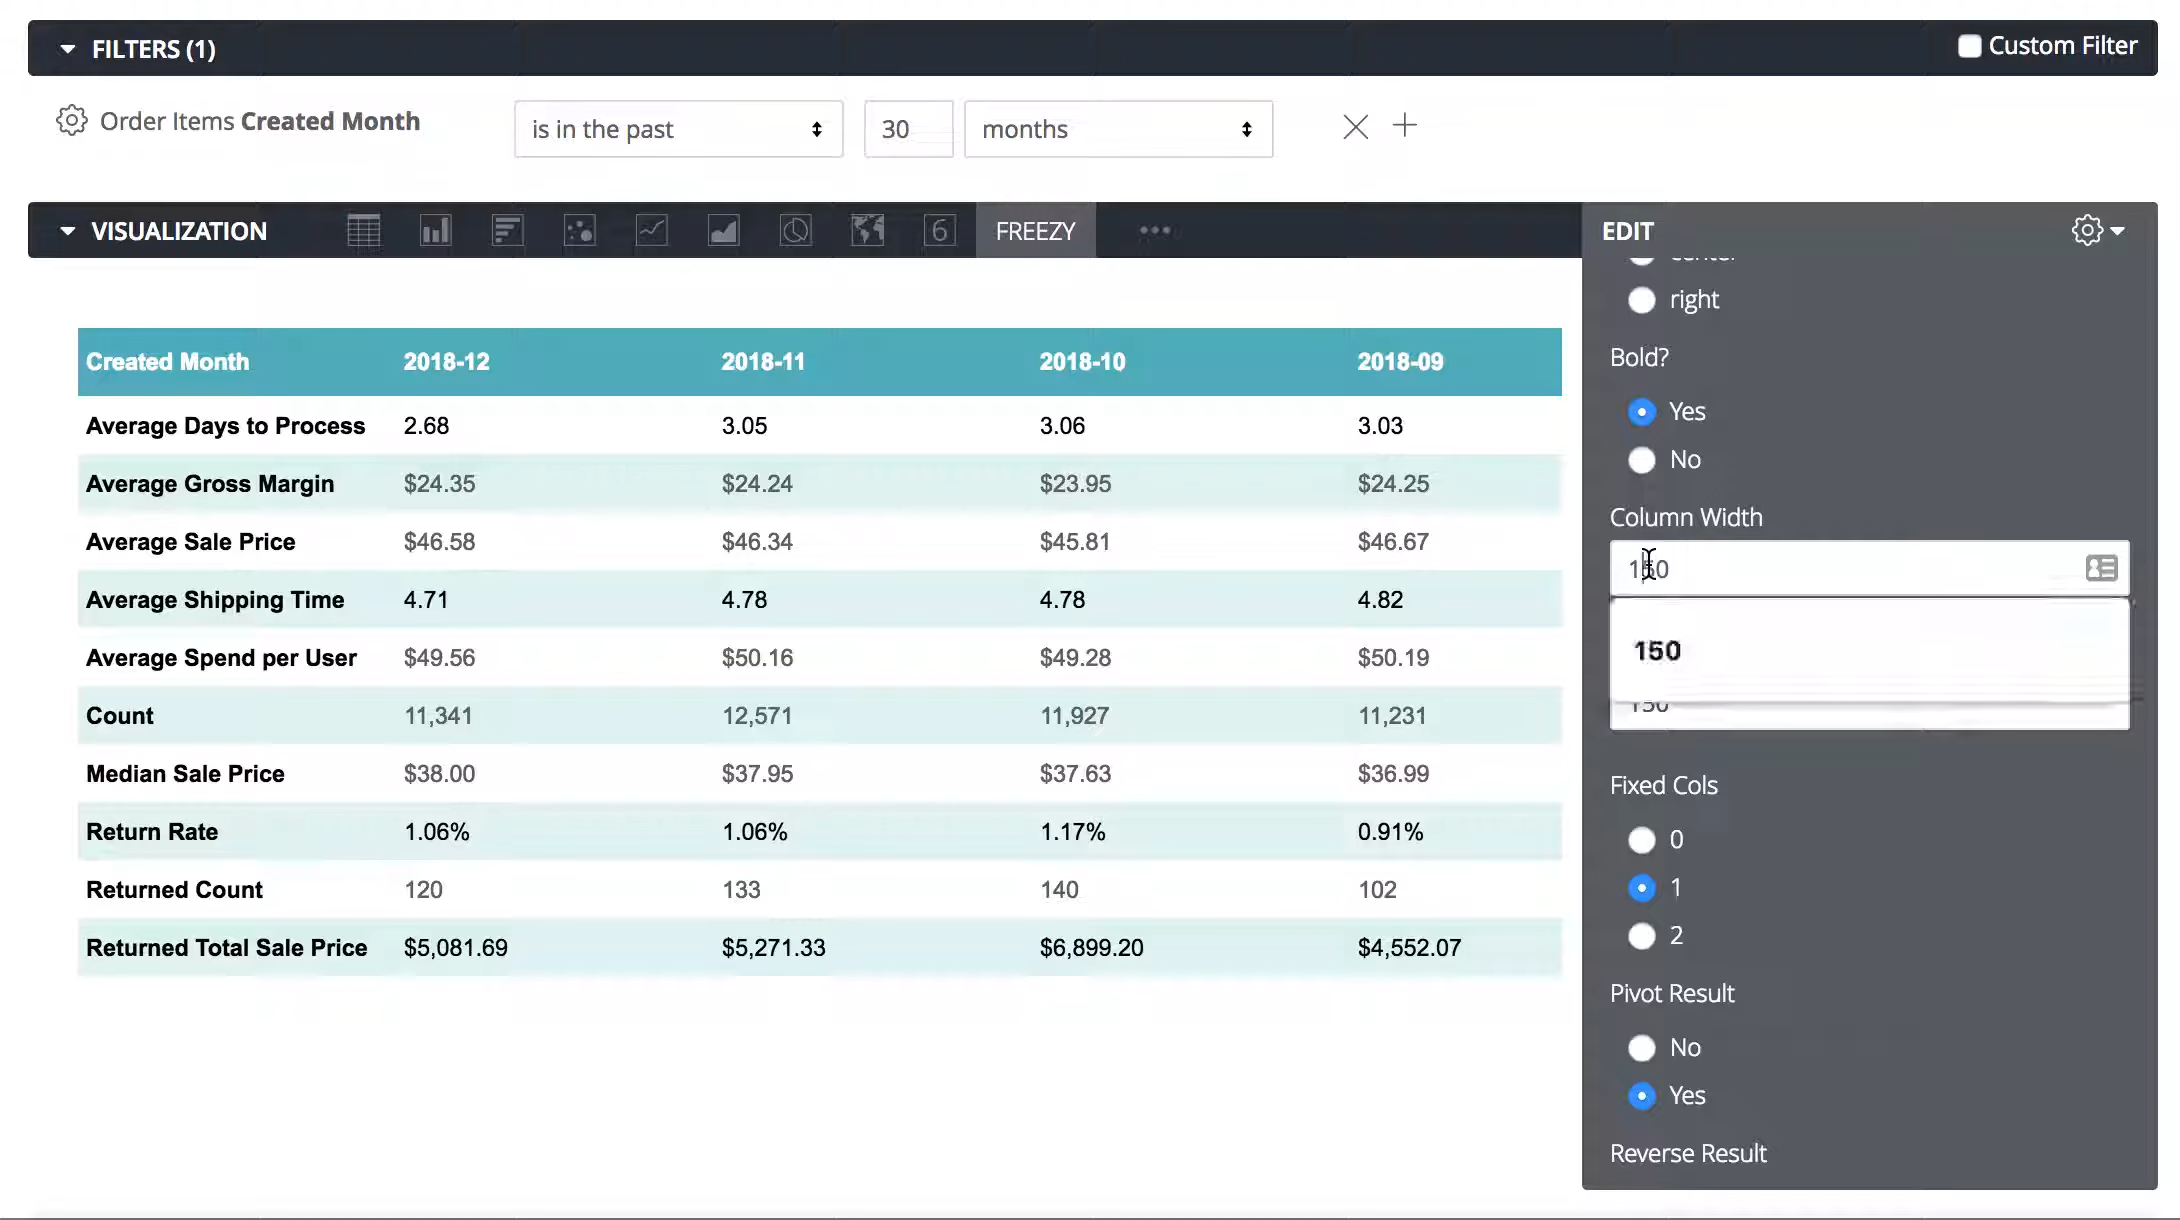 FILTERS (1) Custom Filter
Order Items Created Month is in the past 30 months
VISUALIZATION 6 FREEZY EDIT
right
Bold?
Yes
No
Column Width
150
150
150
Fixed Cols
0
1
2
Pivot Result
No
Yes
Reverse Result
Created Month 2018-12 2018-11 2018-10 2018-09
Average Days to Process 2.68 3.05 3.06 3.03
Average Gross Margin $24.35 $24.24 $23.95 $24.25
Average Sale Price $46.58 $46.34 $45.81 $46.67
Average Shipping Time 4.71 4.78 4.78 4.82
Average Spend per User $49.56 $50.16 $49.28 $50.19
Count 11,341 12,571 11,927 11,231
Median Sale Price $38.00 $37.95 $37.63 $36.99
Return Rate 1.06% 1.06% 1.17% 0.91%
Returned Count 120 133 140 102
Returned Total Sale Price $5,081.69 $5,271.33 $6,899.20 $4,552.07